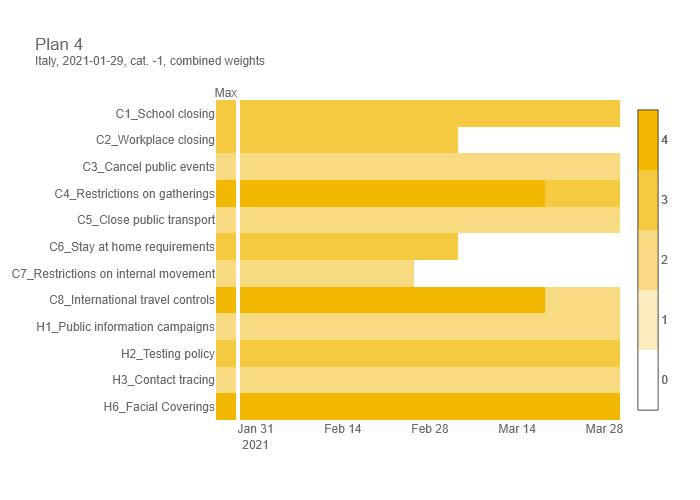 Plan 4
Italy, 2021-01-29, cat. -1, combined weights
Max
C1_School closing
C2_Workplace closing
C3_Cancel public events
C4_Restrictions on gatherings
C5_Close public transport
C6_Stay at home requirements
C7_Restrictions on internal movement
C8_International travel controls
H1_Public information campaigns
H2_Testing policy
H3_Contact tracing
H6_Facial Coverings
Jan 31 Feb 14 Feb 28 Mar 14 Mar 28
2021
4
3
2
1
0